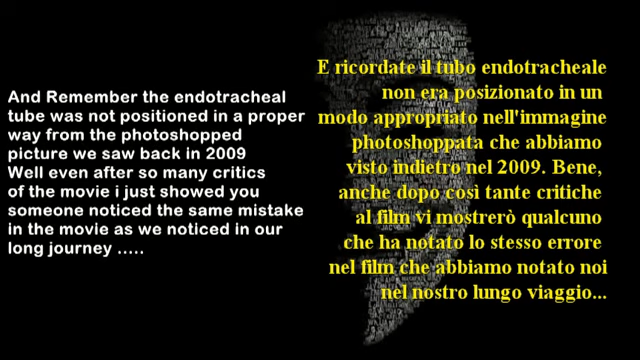 And Remember the endotracheal
tube was not positioned in a proper
way from the photoshopped
picture we saw back in 2009
Well even after so many critics
of the movie i just showed you
someone noticed the same mistake
in the movie as we noticed in our
long journey .....
E ricordate il tubo endotracheale
non era posizionato in un
modo appropriato nell'immagine
photoshoppata che abbiamo
visto indietro nel 2009. Bene,
anche dopo così tante critiche
al film vi mostrerò qualcuno
che ha notato lo stesso errore
nel film che abbiamo notato noi
nel nostro lungo viaggio...